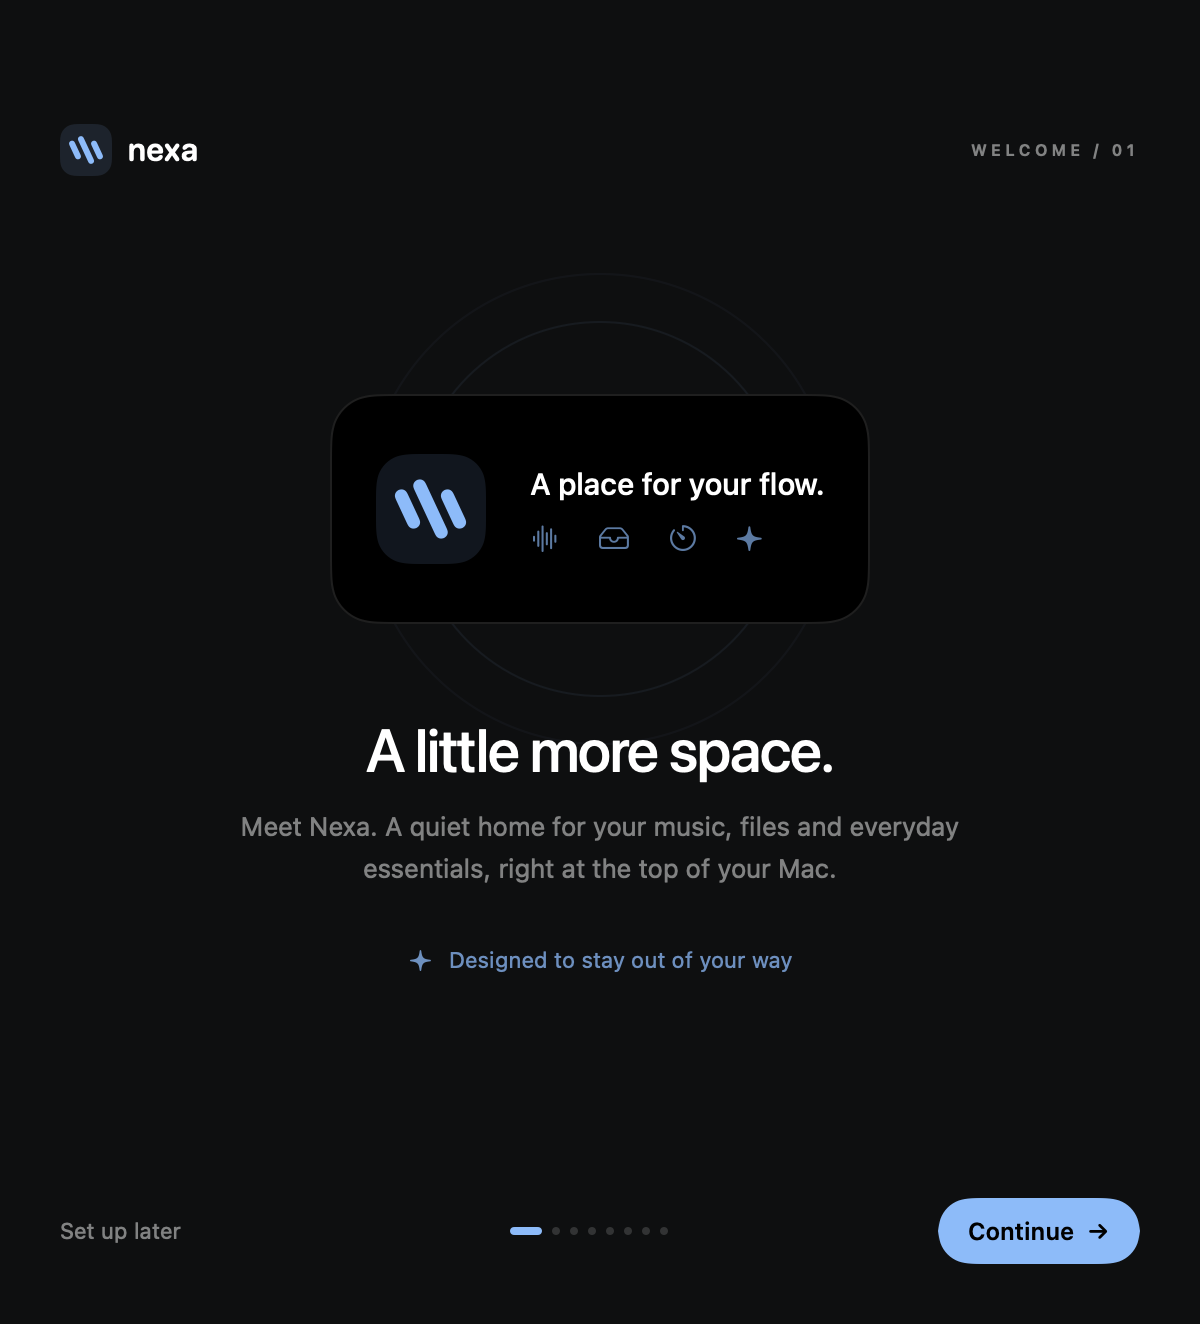 nexa
WELCOME / 01
A place for your flow.
A little more space.
Meet Nexa. A quiet home for your music, files and everyday
essentials, right at the top of your Mac.
Designed to stay out of your way
Set up later
Continue